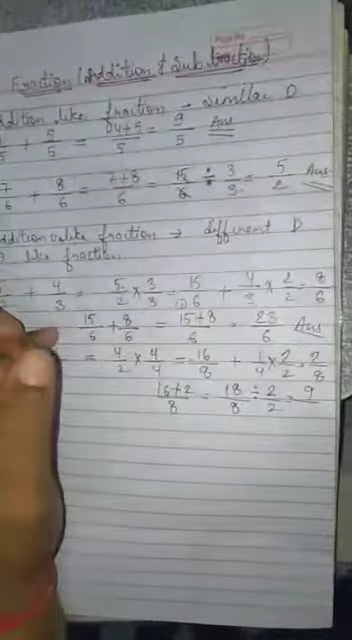 Fraction (Addition & Subtraction)
Addition like fraction - similar D
/5 + 5/5 = 04+5/5 = 9/5 Ans
7/6 + 8/6 = 7+8/6 = 15/6 ÷ 3/3 = 5/2 Ans
Addition unlike fraction → different D
like fraction
+ 4/3 = 5/2 × 3/3 = 15/6 + 4/3 × 2/2 = 8/6
15/6 + 8/6 = 15+8/6 = 23/6 Ans
= 4/2 × 4/4 = 16/8 + 1/4 × 2/2 = 2/8
16+2/8 = 18/8 ÷ 2/2 = 9